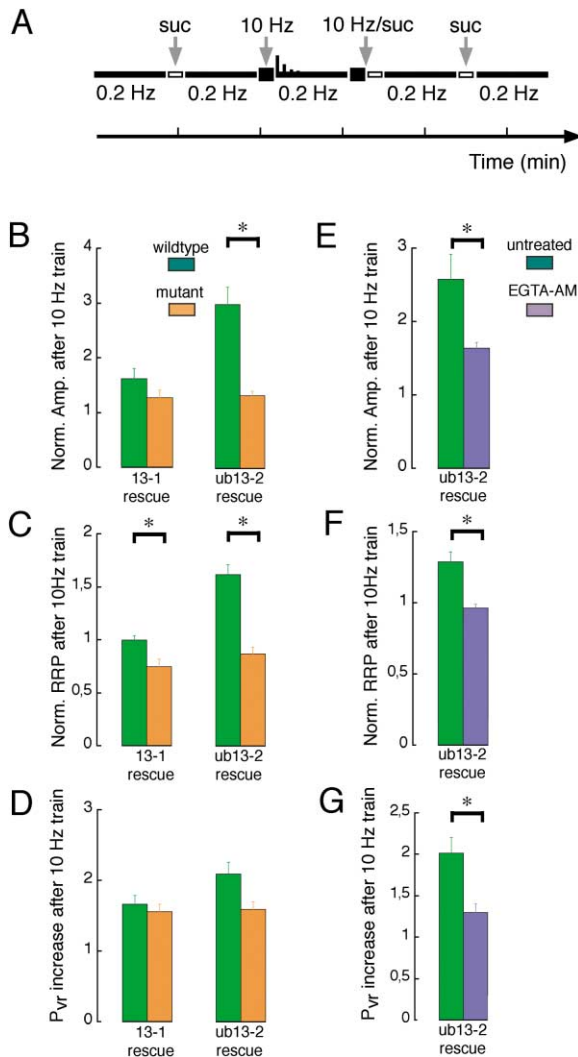 A
suc
10 Hz
10 Hz/suc
suc
0.2 Hz
0.2 Hz
0.2 Hz
0.2 Hz
0.2 Hz
Time (min)
B
Norm. Amp. after 10 Hz train
4
3
2
1
0
wildtype
mutant
*
13-1
rescue
ub13-2
rescue
E
Norm. Amp. after 10 Hz train
3
2
1
0
*
untreated
EGTA-AM
ub13-2
rescue
C
Norm. RRP after 10Hz train
2
1,5
1
0,5
0
*
*
13-1
rescue
ub13-2
rescue
F
Norm. RRP after 10Hz train
1,5
1
0,5
0
*
ub13-2
rescue
D
Pvr increase after 10 Hz train
3
2
1
0
13-1
rescue
ub13-2
rescue
G
Pvr increase after 10 Hz train
2,5
2
1,5
1
0,5
0
*
ub13-2
rescue